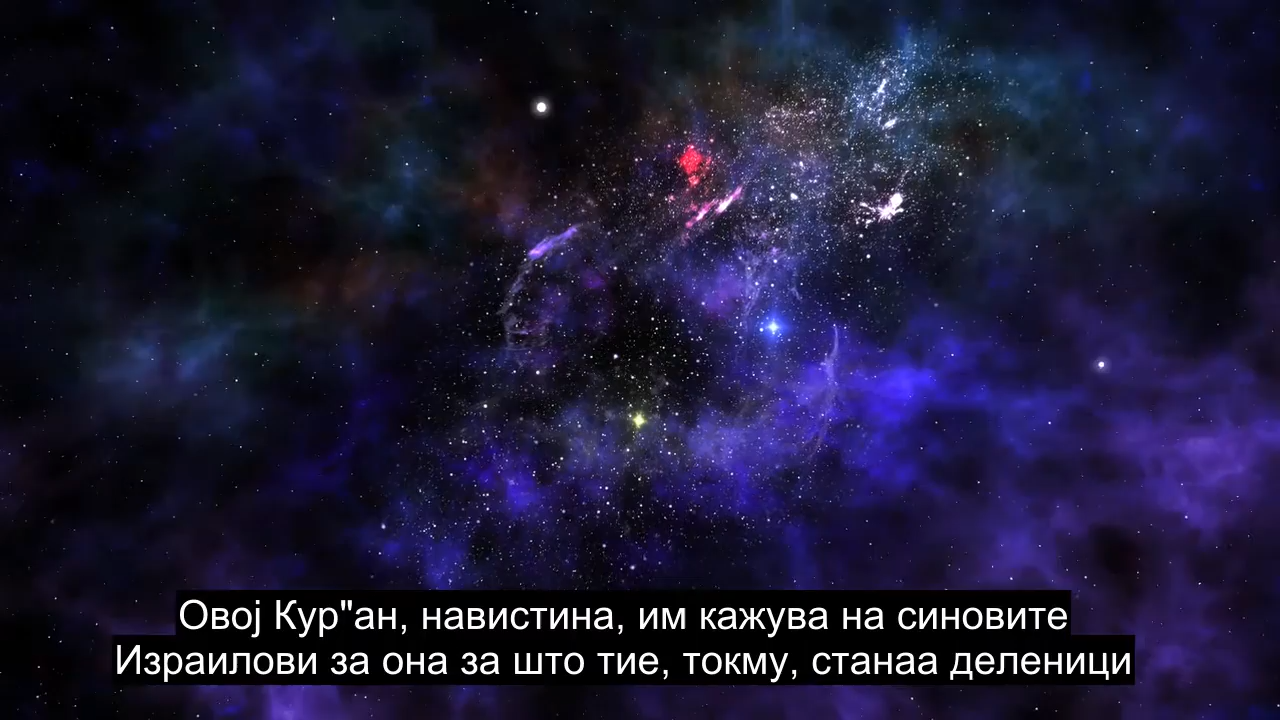 Овој Кур"ан, навистина, им кажува на синовите
Израилови за она за што тие, токму, станаа деленици